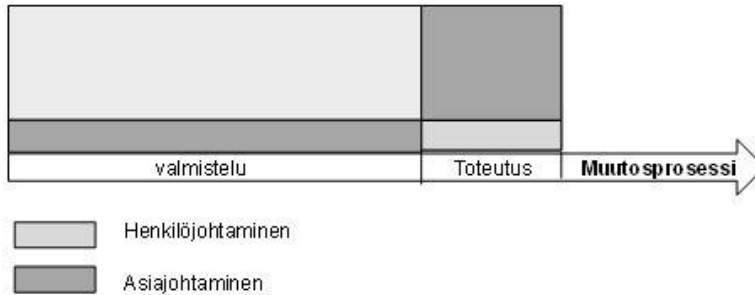 valmistelu Toteutus Muutosprosessi
Henkilöjohtaminen
Asiajohtaminen